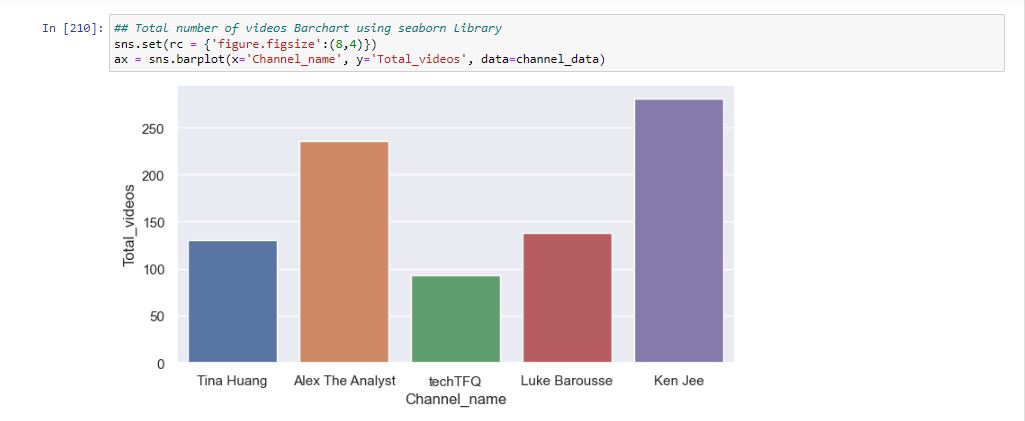 In [210]:
## Total number of videos Barchart using seaborn Library
sns.set(rc = {'figure.figsize':(8,4)})
ax = sns.barplot(x='Channel_name', y='Total_videos', data=channel_data)
Total_videos
250
200
150
100
50
0
Tina Huang Alex The Analyst techTFQ Luke Barousse Ken Jee
Channel_name